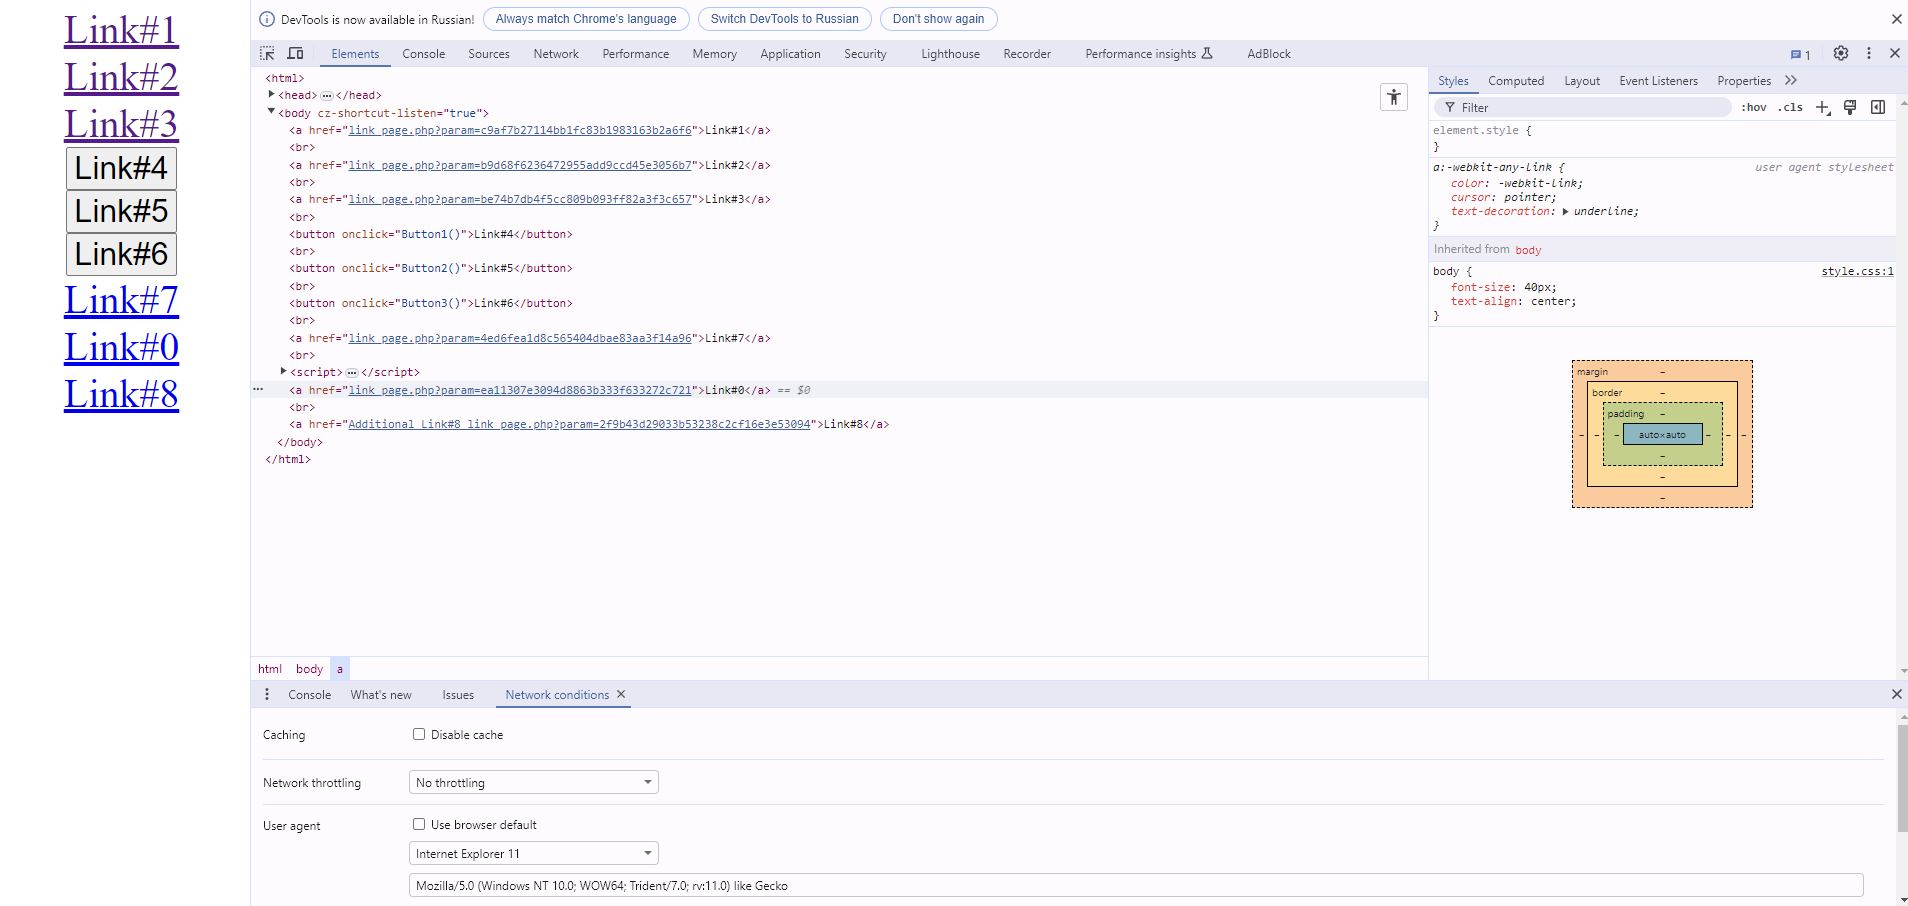 Link#1
Link#2
Link#3
Link#4
Link#5
Link#6
Link#7
Link#0
Link#8
DevTools is now available in Russian! Always match Chrome's language Switch DevTools to Russian Don't show again
Elements Console Sources Network Performance Memory Application Security Lighthouse Recorder Performance insights AdBlock 1
<html>
<head> ... </head>
<body cz-shortcut-listen="true">
<a href="link_page.php?param=c9af7b27114bb1fc83b1983163b2a6f6">Link#1</a>
<br>
<a href="link_page.php?param=b9d68f6236472955add9ccd45e3056b7">Link#2</a>
<br>
<a href="link_page.php?param=be74b7db4f5cc809b093ff82a3f3c657">Link#3</a>
<br>
<button onclick="Button1()">Link#4</button>
<br>
<button onclick="Button2()">Link#5</button>
<br>
<button onclick="Button3()">Link#6</button>
<br>
<a href="link_page.php?param=4ed6fea1d8c565404dbae83aa3f14a96">Link#7</a>
<br>
<script> ... </script>
... <a href="link_page.php?param=ea11307e3094d8863b333f633272c721">Link#0</a> == $0
<br>
<a href="Additional_Link#8_link_page.php?param=2f9b43d29033b53238c2cf16e3e53094">Link#8</a>
</body>
</html>
html body a
Styles Computed Layout Event Listeners Properties
Filter :hov .cls
element.style {
}
a:-webkit-any-link { user agent stylesheet
color: -webkit-link;
cursor: pointer;
text-decoration: underline;
}
Inherited from body
body { style.css:1
font-size: 40px;
text-align: center;
}
margin –
border –
padding –
– – – auto×auto – – –
–
–
–
Console What's new Issues Network conditions
Caching Disable cache
Network throttling No throttling
User agent Use browser default
Internet Explorer 11
Mozilla/5.0 (Windows NT 10.0; WOW64; Trident/7.0; rv:11.0) like Gecko